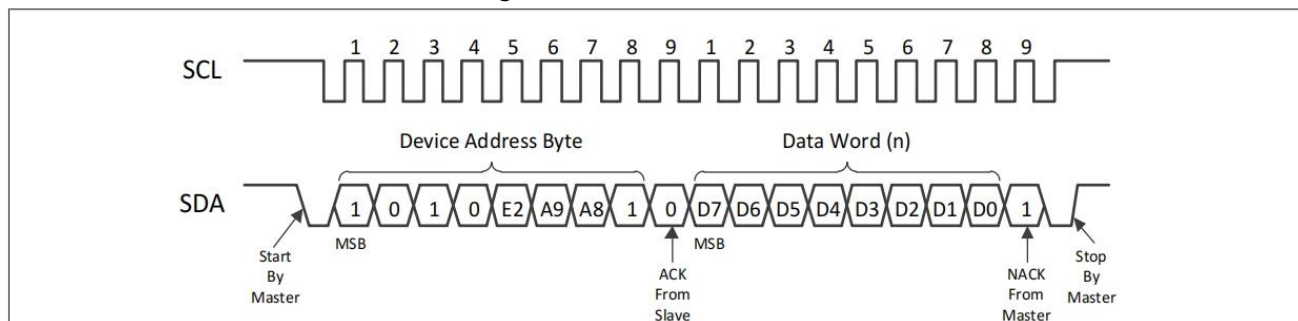 1 2 3 4 5 6 7 8 9 1 2 3 4 5 6 7 8 9
SCL
Device Address Byte Data Word (n)
SDA 1 0 1 0 E2 A9 A8 1 0 D7 D6 D5 D4 D3 D2 D1 D0 1
MSB MSB
Start
By
Master
ACK
From
Slave
NACK
From
Master
Stop
By
Master